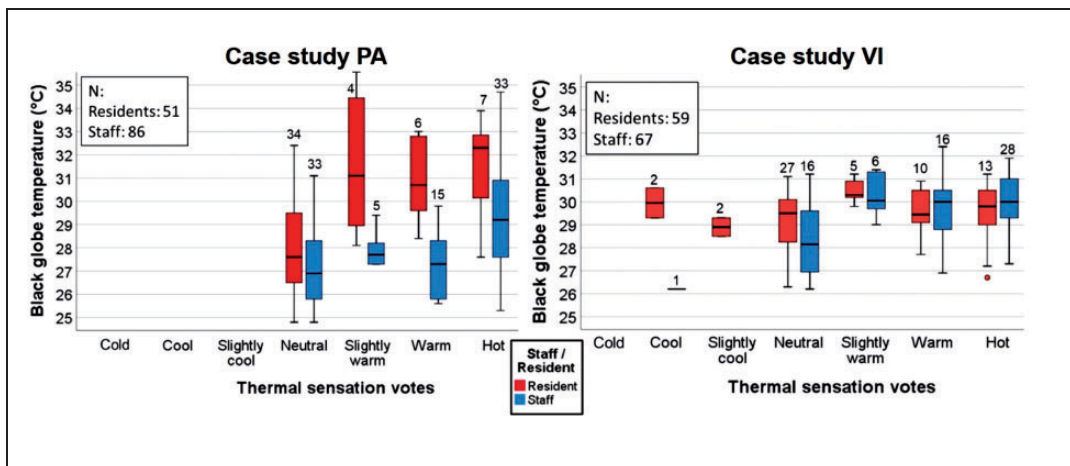 Case study PA
Black globe temperature (°C)
35
34
33
32
31
30
29
28
27
26
25
N:
Residents: 51
Staff: 86
34
33
4
5
6
15
7
33
Cold
Cool
Slightly
cool
Neutral
Slightly
warm
Warm
Hot
Thermal sensation votes
Staff /
Resident
Resident
Staff
Case study VI
Black globe temperature (°C)
35
34
33
32
31
30
29
28
27
26
25
N:
Residents: 59
Staff: 67
2
1
2
27
16
5
6
10
16
13
28
Cold
Cool
Slightly
cool
Neutral
Slightly
warm
Warm
Hot
Thermal sensation votes